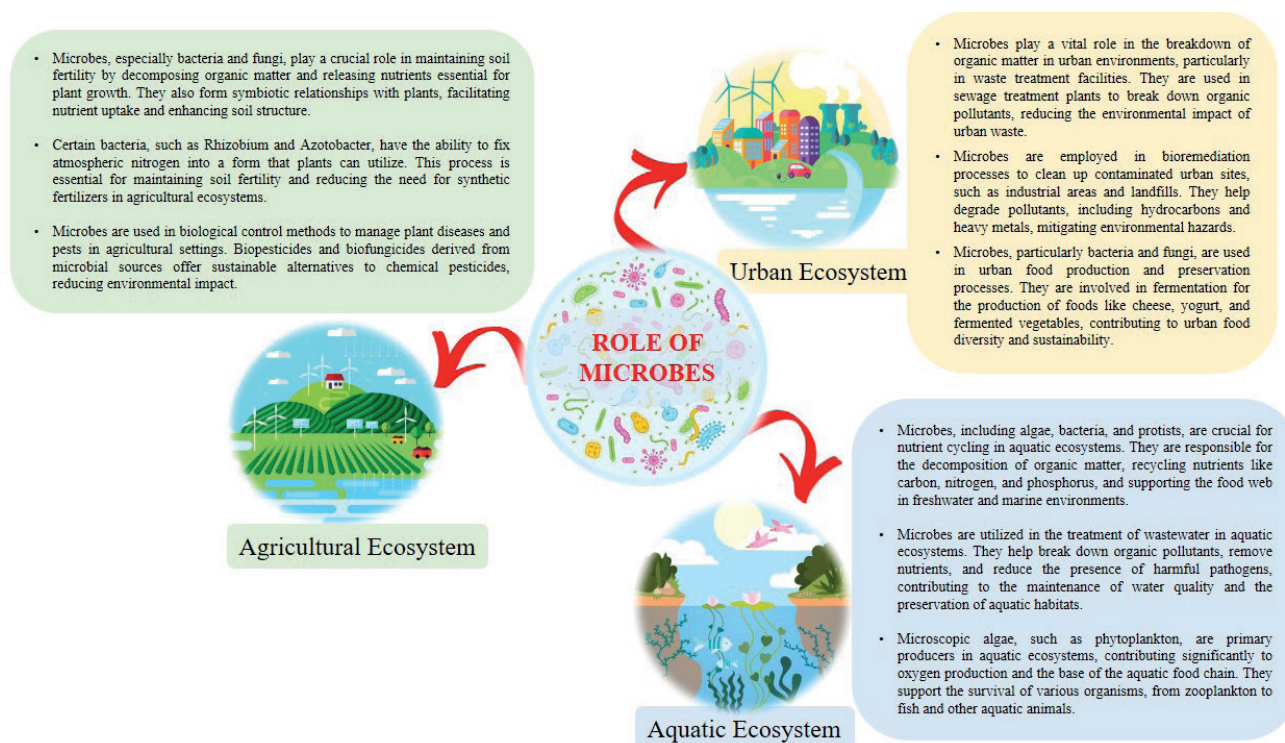 • Microbes, especially bacteria and fungi, play a crucial role in maintaining soil
fertility by decomposing organic matter and releasing nutrients essential for
plant growth. They also form symbiotic relationships with plants, facilitating
nutrient uptake and enhancing soil structure.
• Certain bacteria, such as Rhizobium and Azotobacter, have the ability to fix
atmospheric nitrogen into a form that plants can utilize. This process is
essential for maintaining soil fertility and reducing the need for synthetic
fertilizers in agricultural ecosystems.
• Microbes are used in biological control methods to manage plant diseases and
pests in agricultural settings. Biopesticides and biofungicides derived from
microbial sources offer sustainable alternatives to chemical pesticides,
reducing environmental impact.
Agricultural Ecosystem
ROLE OF
MICROBES
Urban Ecosystem
• Microbes play a vital role in the breakdown of
organic matter in urban environments, particularly
in waste treatment facilities. They are used in
sewage treatment plants to break down organic
pollutants, reducing the environmental impact of
urban waste.
• Microbes are employed in bioremediation
processes to clean up contaminated urban sites,
such as industrial areas and landfills. They help
degrade pollutants, including hydrocarbons and
heavy metals, mitigating environmental hazards.
• Microbes, particularly bacteria and fungi, are used
in urban food production and preservation
processes. They are involved in fermentation for
the production of foods like cheese, yogurt, and
fermented vegetables, contributing to urban food
diversity and sustainability.
• Microbes, including algae, bacteria, and protists, are crucial for
nutrient cycling in aquatic ecosystems. They are responsible for
the decomposition of organic matter, recycling nutrients like
carbon, nitrogen, and phosphorus, and supporting the food web
in freshwater and marine environments.
• Microbes are utilized in the treatment of wastewater in aquatic
ecosystems. They help break down organic pollutants, remove
nutrients, and reduce the presence of harmful pathogens,
contributing to the maintenance of water quality and the
preservation of aquatic habitats.
• Microscopic algae, such as phytoplankton, are primary
producers in aquatic ecosystems, contributing significantly to
oxygen production and the base of the aquatic food chain. They
support the survival of various organisms, from zooplankton to
fish and other aquatic animals.
Aquatic Ecosystem